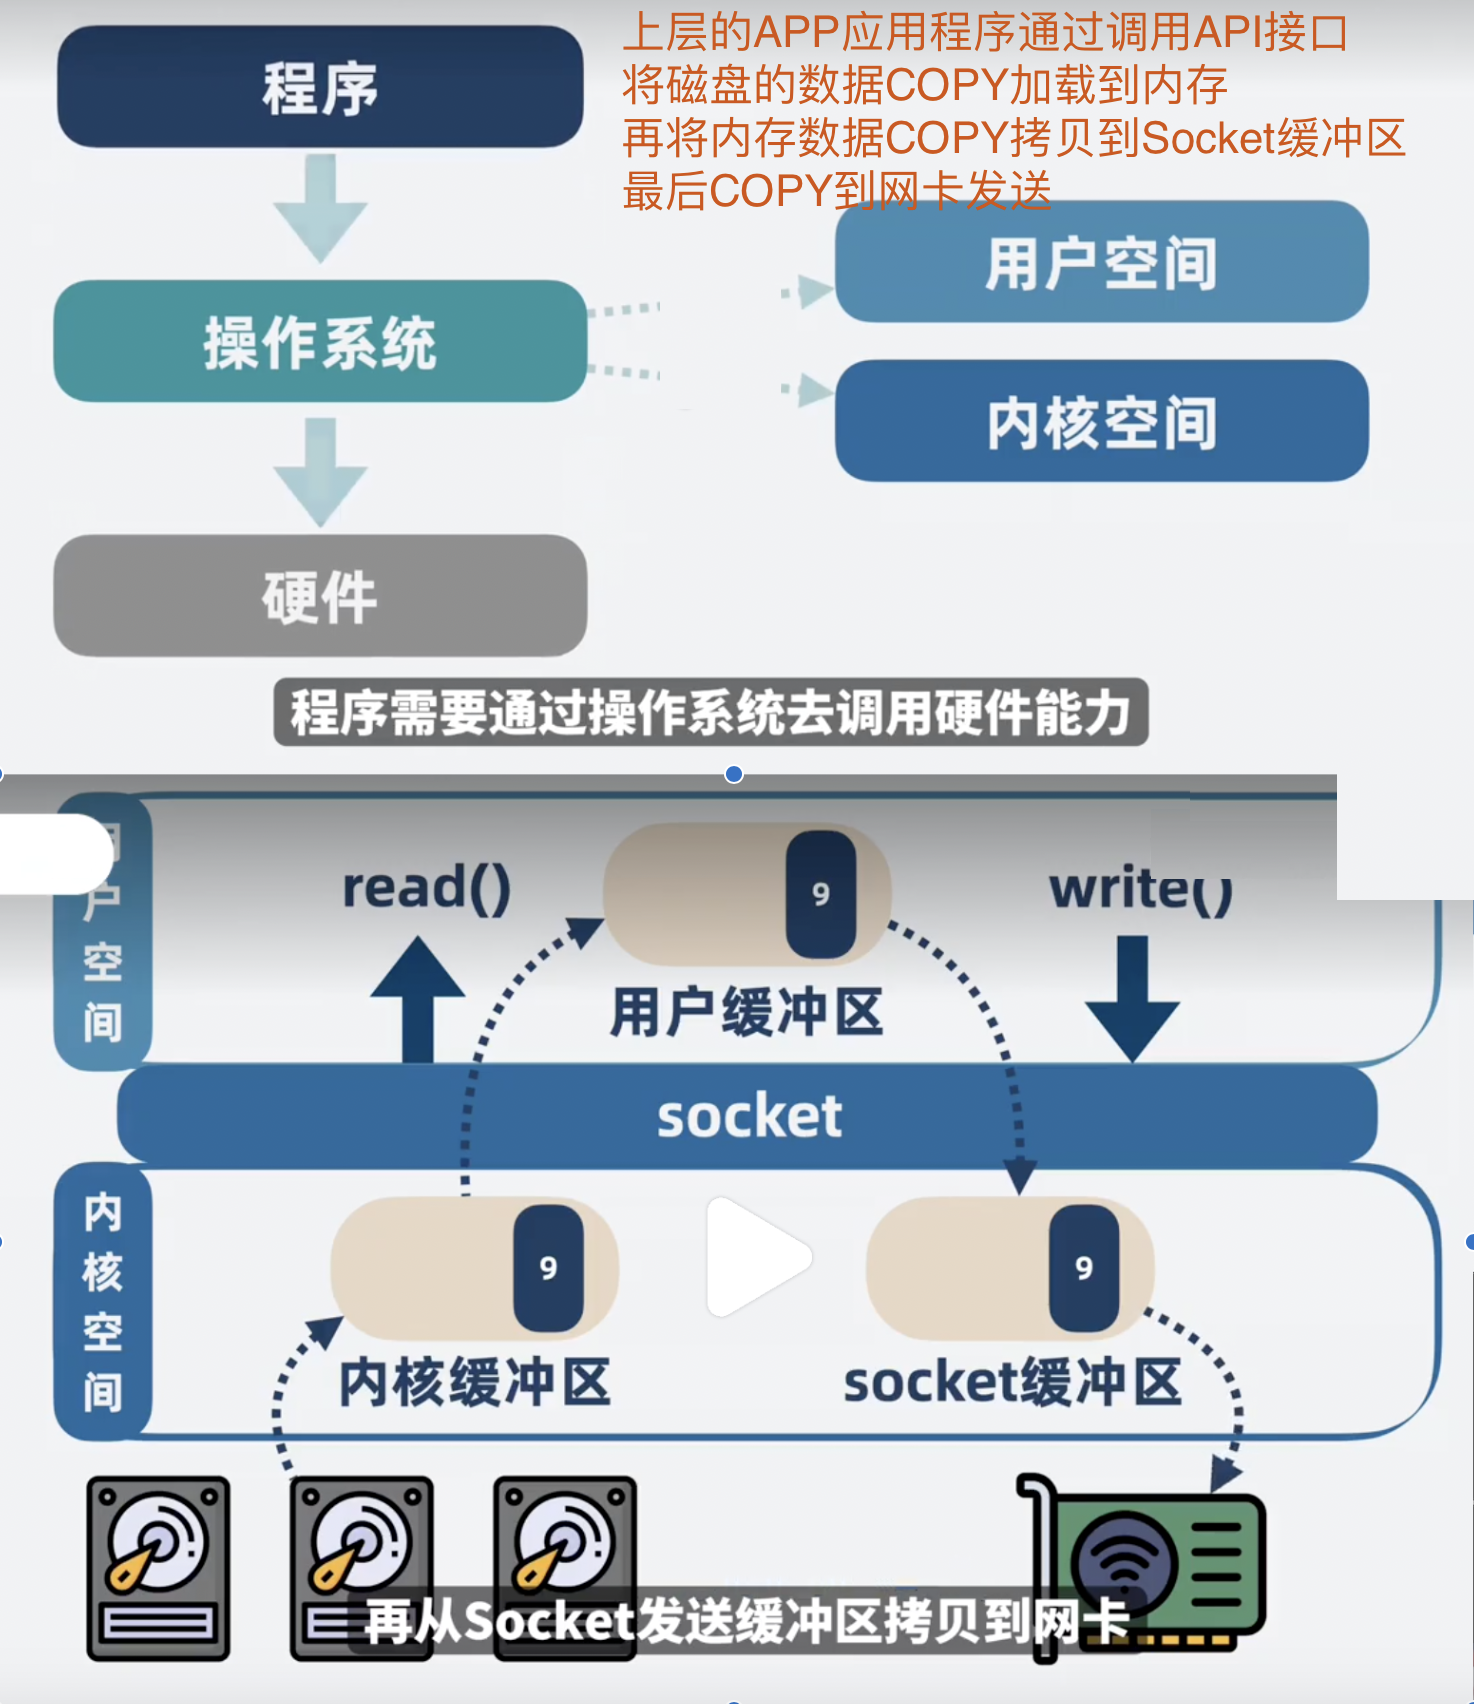 上层的APP应用程序通过调用API接口
将磁盘的数据COPY加载到内存
再将内存数据COPY拷贝到Socket缓冲区
最后COPY到网卡发送
程序
用户空间
操作系统
内核空间
硬件
程序需要通过操作系统去调用硬件能力
户空间
read()
9
write()
用户缓冲区
socket
内核空间
9
9
内核缓冲区
socket缓冲区
再从Socket发送缓冲区拷贝到网卡